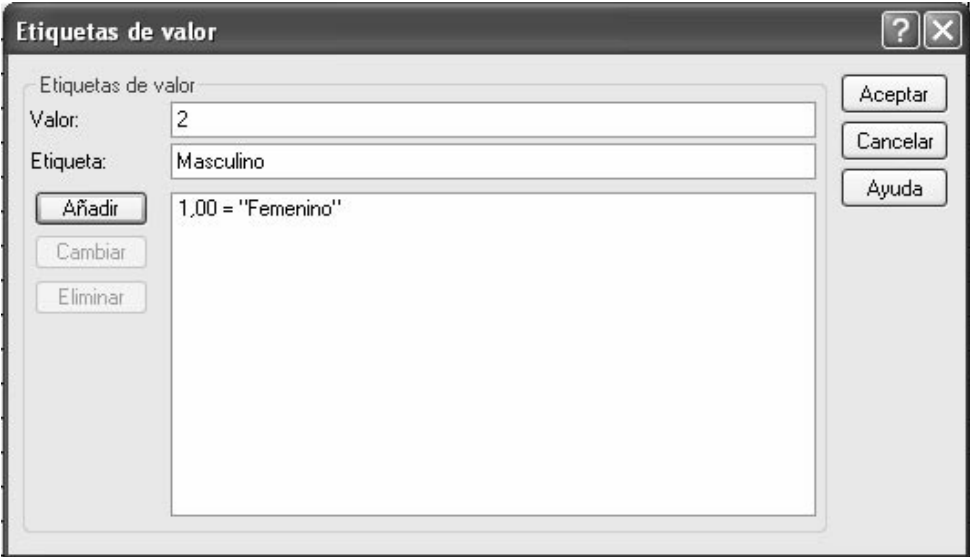 Etiquetas de valor
Etiquetas de valor
Valor:
2
Etiqueta:
Masculino
Añadir
Cambiar
Eliminar
1,00 = "Femenino"
Aceptar
Cancelar
Ayuda